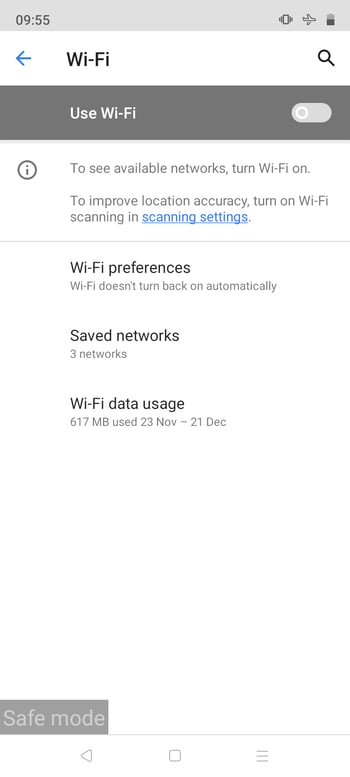 09:55
Wi-Fi
Use Wi-Fi
To see available networks, turn Wi-Fi on.
To improve location accuracy, turn on Wi-Fi
scanning in scanning settings.
Wi-Fi preferences
Wi-Fi doesn't turn back on automatically
Saved networks
3 networks
Wi-Fi data usage
617 MB used 23 Nov – 21 Dec
Safe mode